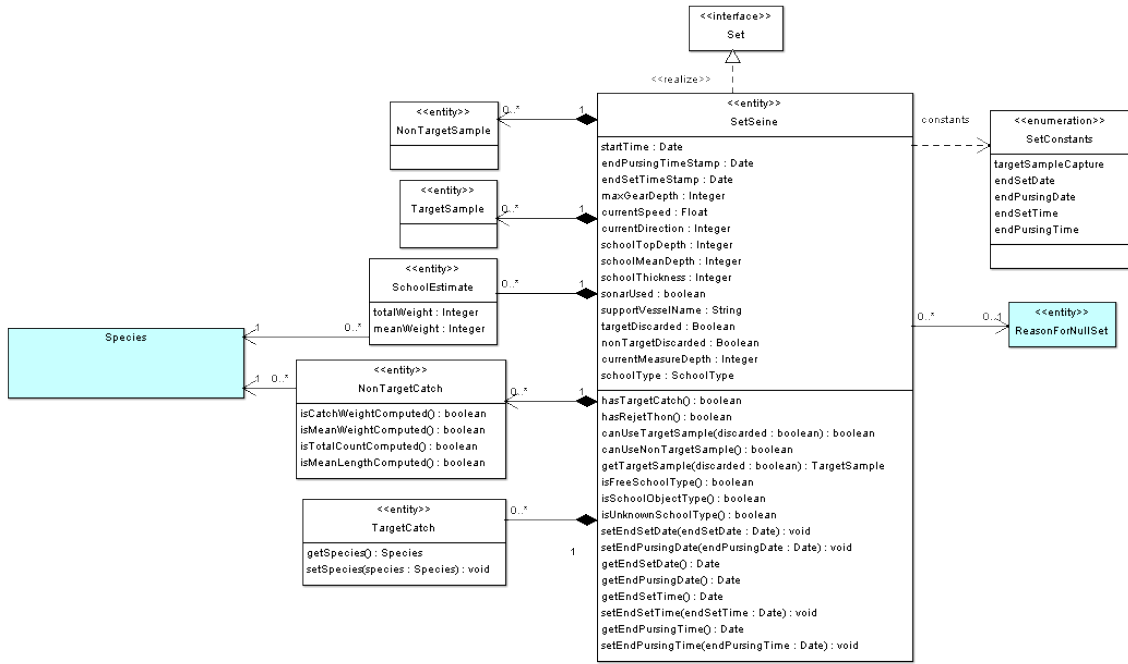 <<interface>>
Set
<<realize>>
<<entity>>
NonTargetSample
0..*
1
<<entity>>
SetSeine
startTime : Date
endPursingTimeStamp : Date
endSetTimeStamp : Date
maxGearDepth : Integer
currentSpeed : Float
currentDirection : Integer
schoolTopDepth : Integer
schoolMeanDepth : Integer
schoolThickness : Integer
sonarUsed : boolean
supportVesselName : String
targetDiscarded : Boolean
nonTargetDiscarded : Boolean
currentMeasureDepth : Integer
schoolType : SchoolType
hasTargetCatch() : boolean
hasRejetThon() : boolean
canUseTargetSample(discarded : boolean) : boolean
canUseNonTargetSample() : boolean
getTargetSample(discarded : boolean) : TargetSample
isFreeSchoolType() : boolean
isSchoolObjectType() : boolean
isUnknownSchoolType() : boolean
setEndSetDate(endSetDate : Date) : void
setEndPursingDate(endPursingDate : Date) : void
getEndSetDate() : Date
getEndPursingDate() : Date
getEndSetTime() : Date
setEndSetTime(endSetTime : Date) : void
getEndPursingTime() : Date
setEndPursingTime(endPursingTime : Date) : void
constants
<<enumeration>>
SetConstants
targetSampleCapture
endSetDate
endPursingDate
endSetTime
endPursingTime
<<entity>>
TargetSample
0..*
1
<<entity>>
SchoolEstimate
totalWeight : Integer
meanWeight : Integer
0..*
1
0..*
0..1
<<entity>>
ReasonForNullSet
Species
1
0..*
1
0..*
<<entity>>
NonTargetCatch
isCatchWeightComputed() : boolean
isMeanWeightComputed() : boolean
isTotalCountComputed() : boolean
isMeanLengthComputed() : boolean
0..*
1
<<entity>>
TargetCatch
getSpecies() : Species
setSpecies(species : Species) : void
0..*
1